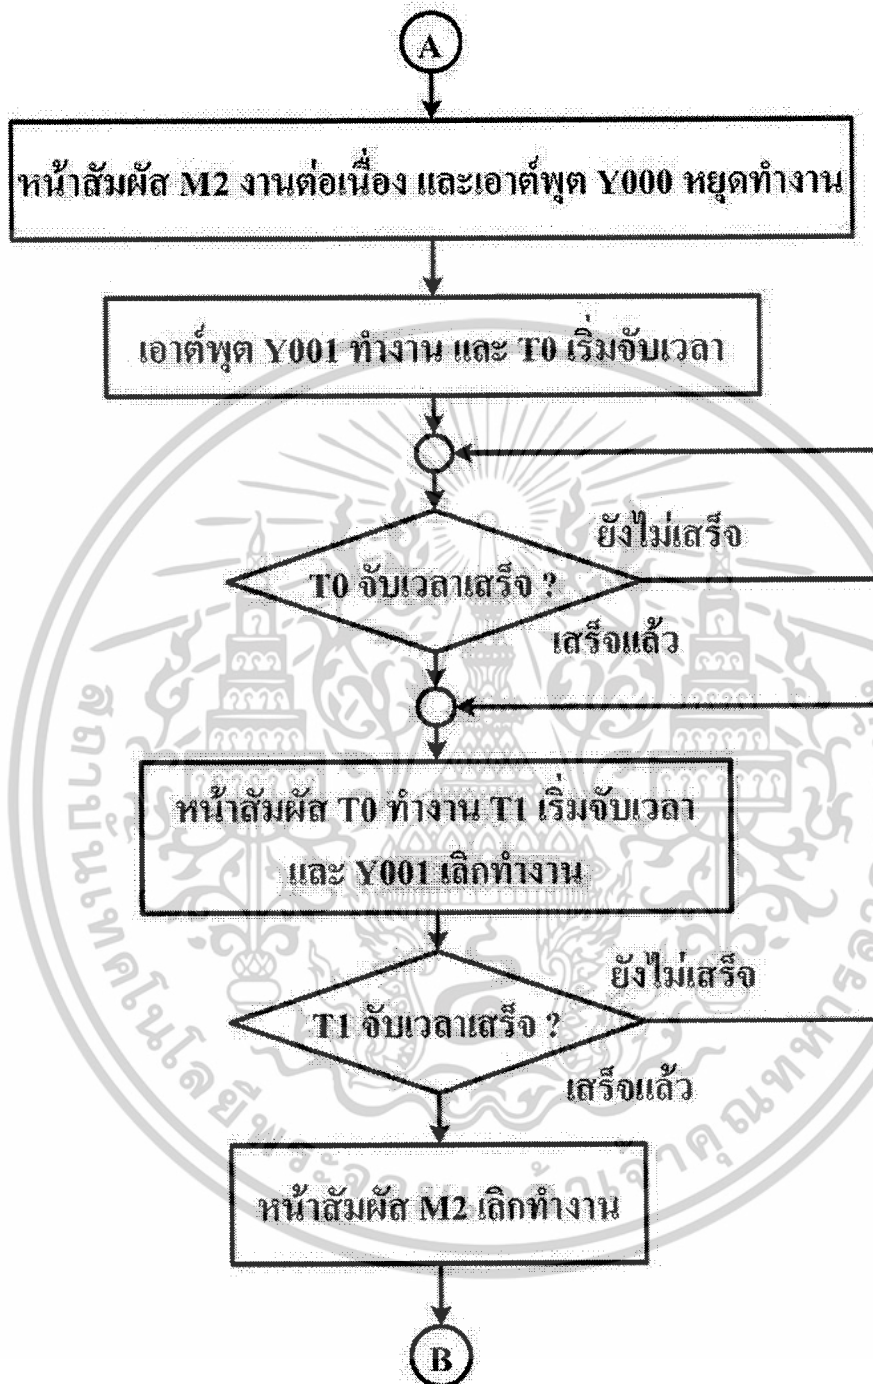 A
หน้าสัมผัส M2 งานต่อเนื่อง และเอาต์พุต Y000 หยุดทำงาน
เอาต์พุต Y001 ทำงาน และ T0 เริ่มจับเวลา
ยังไม่เสร็จ
T0 จับเวลาเสร็จ ?
เสร็จแล้ว
หน้าสัมผัส T0 ทำงาน T1 เริ่มจับเวลา
และ Y001 เลิกทำงาน
ยังไม่เสร็จ
T1 จับเวลาเสร็จ ?
เสร็จแล้ว
หน้าสัมผัส M2 เลิกทำงาน
B